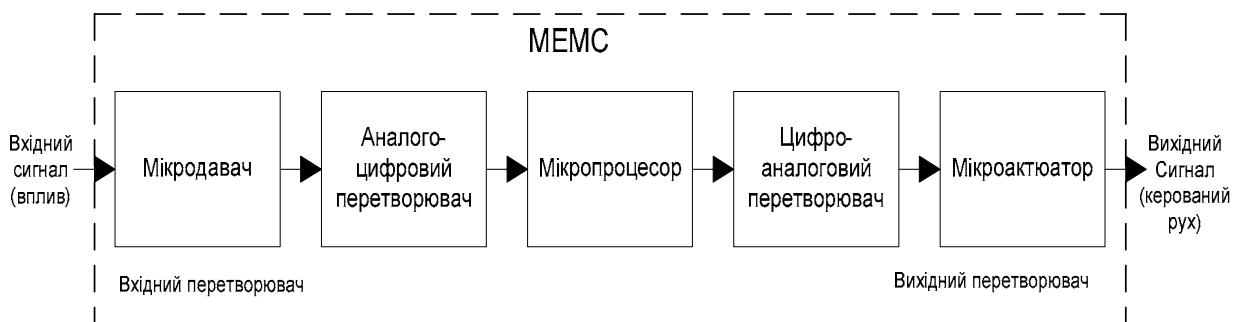 МЕМС
Вхідний
сигнал
(вплив)
Мікродавач
Аналого-
цифровий
перетворювач
Мікропроцесор
Цифро-
аналоговий
перетворювач
Мікроактюатор
Вихідний
Сигнал
(керований
рух)
Вхідний перетворювач
Вихідний перетворювач